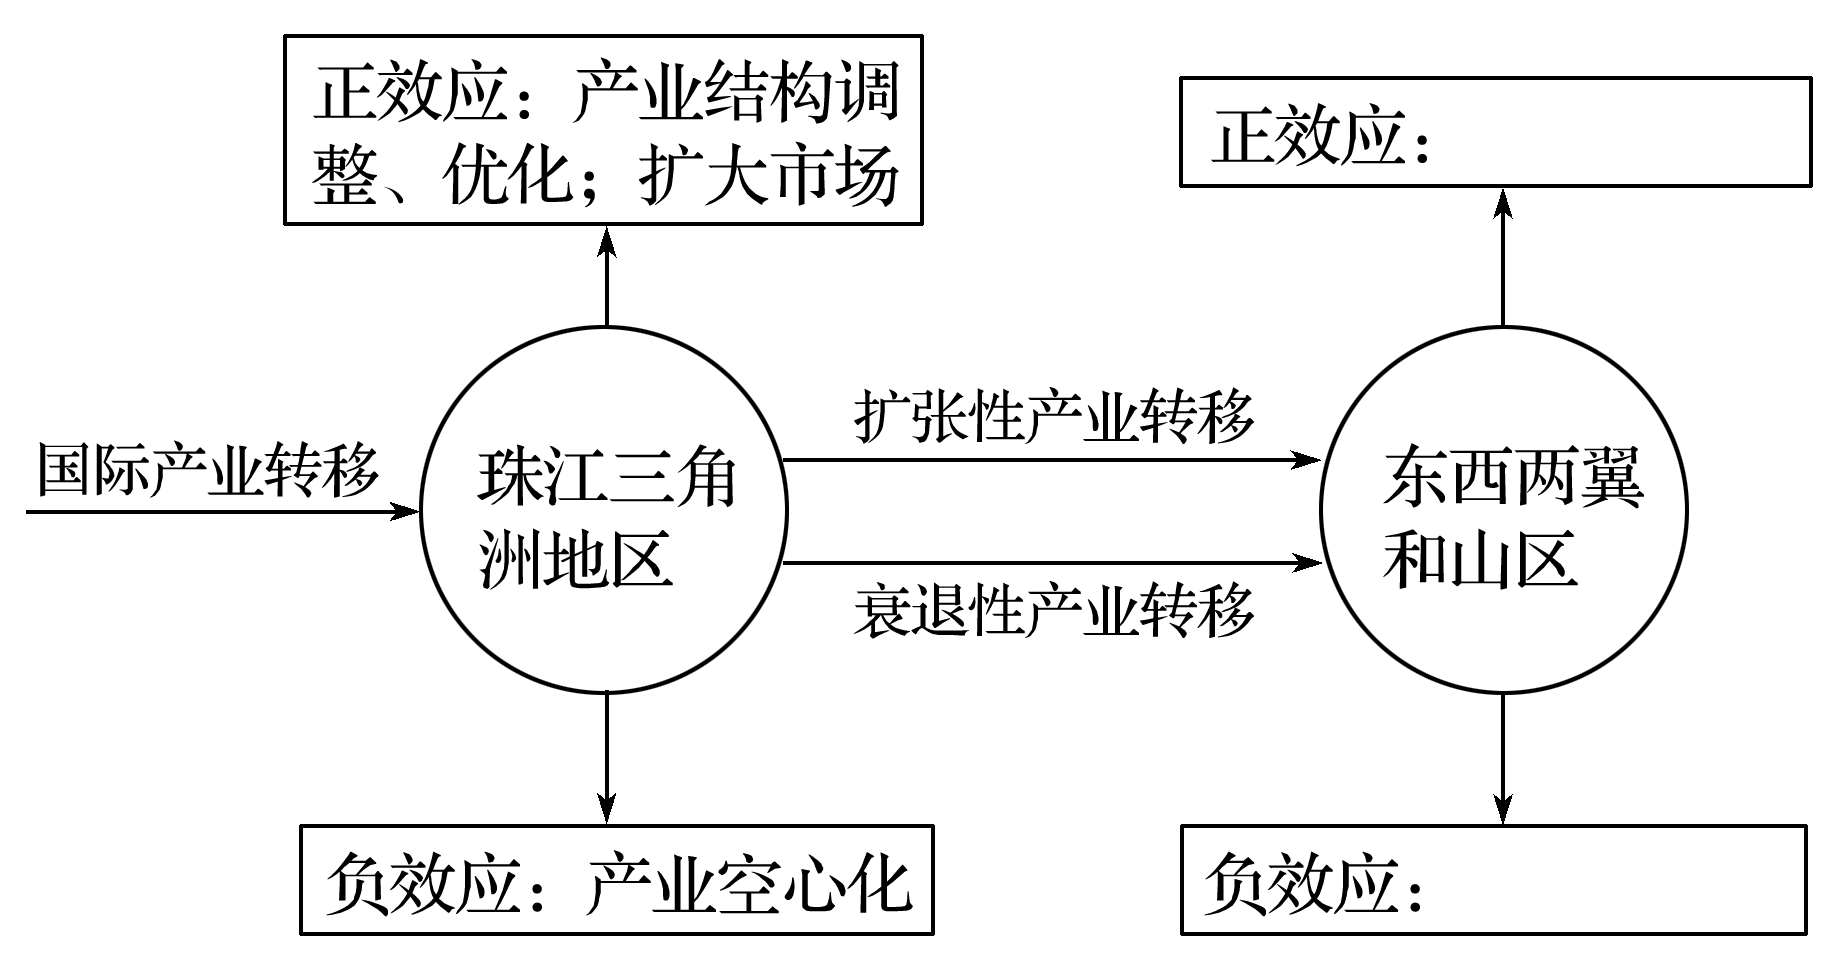 正效应：产业结构调
整、优化；扩大市场
正效应：
国际产业转移
珠江三角
洲地区
扩张性产业转移
衰退性产业转移
东西两翼
和山区
负效应：产业空心化
负效应：